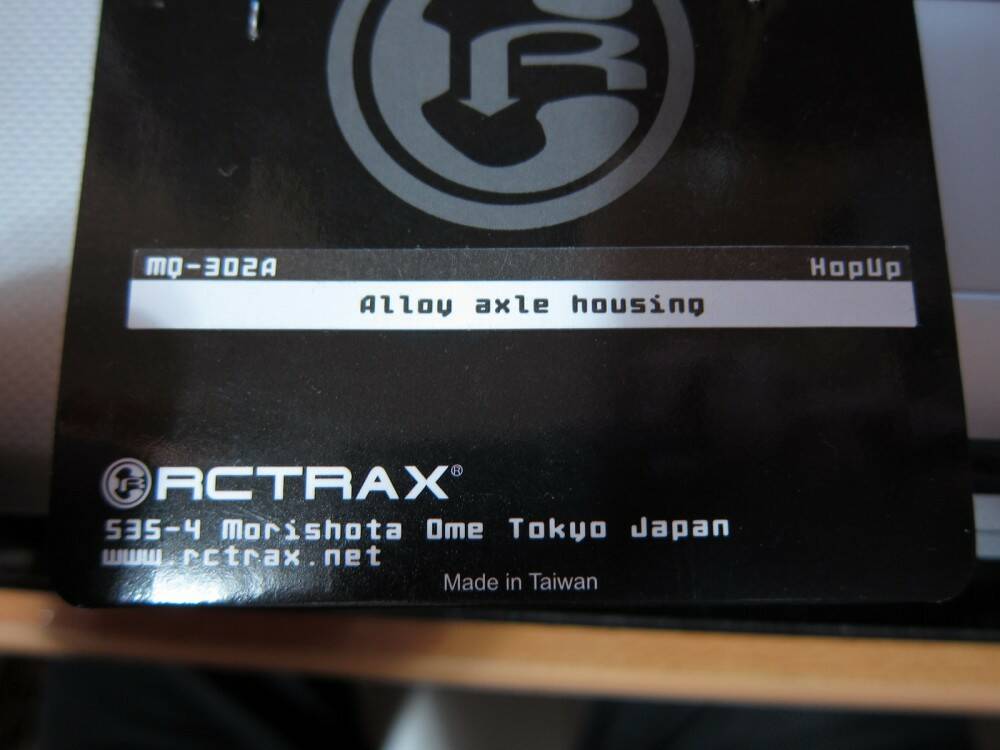 MQ-302A HopUp
Alloy axle housing
RCTRAX®
535-4 Morishota Ome Tokyo Japan
www.rctrax.net
Made in Taiwan